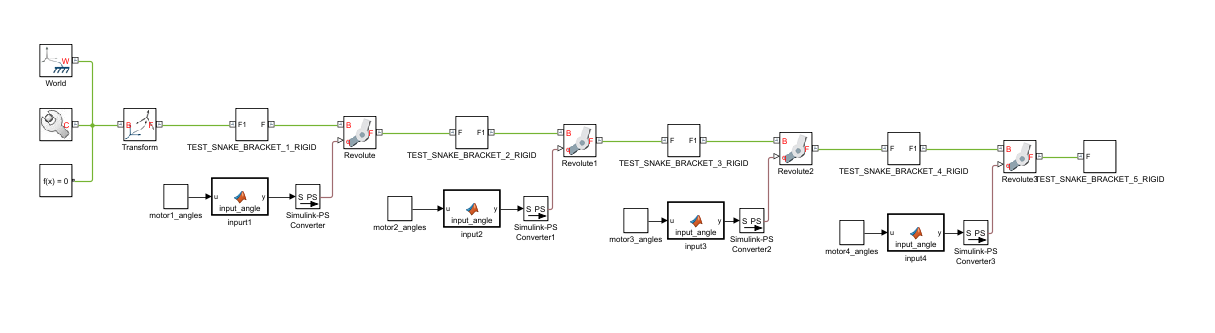 W
World
C
B F
Transform
F1 F
TEST_SNAKE_BRACKET_1_RIGID
B
F
q
Revolute
F F1
TEST_SNAKE_BRACKET_2_RIGID
B
F
q
Revolute1
F F1
TEST_SNAKE_BRACKET_3_RIGID
B
F
q
Revolute2
F F1
TEST_SNAKE_BRACKET_4_RIGID
B
F
q
Revolute3
F
TEST_SNAKE_BRACKET_5_RIGID
f(x) = 0
motor1_angles
u y
input_angle
inpurt1
S PS
Simulink-PS
Converter
motor2_angles
u y
input_angle
input2
S PS
Simulink-PS
Converter1
motor3_angles
u y
input_angle
input3
S PS
Simulink-PS
Converter2
motor4_angles
u y
input_angle
input4
S PS
Simulink-PS
Converter3